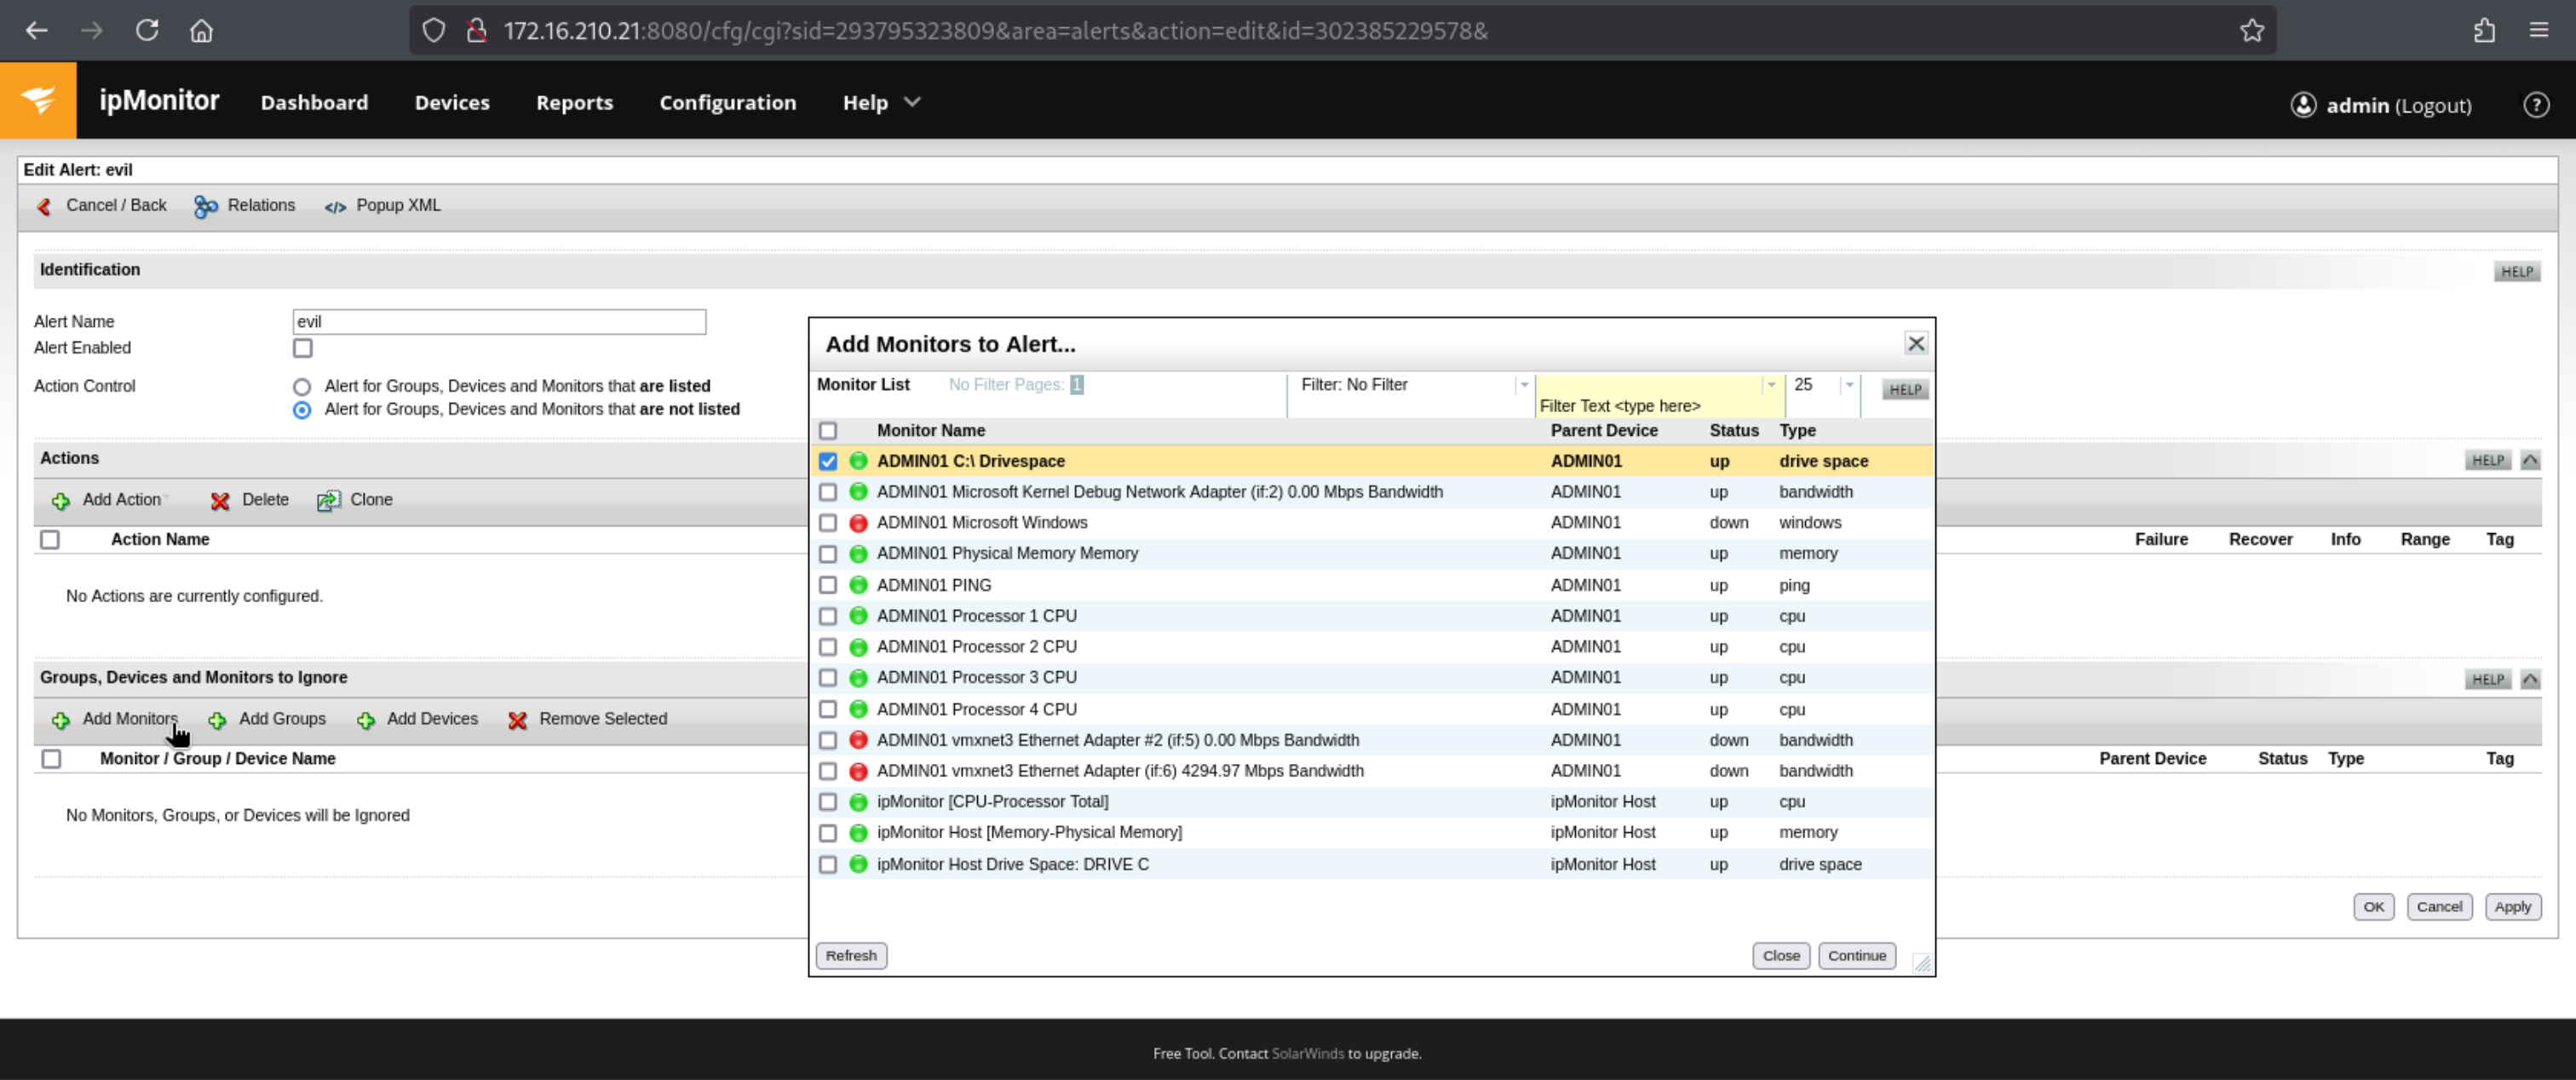 172.16.210.21:8080/cfg/cgi?sid=293795323809&area=alerts&action=edit&id=302385229578&
ipMonitor Dashboard Devices Reports Configuration Help admin (Logout) ?
Edit Alert: evil
Cancel / Back Relations </> Popup XML
Identification HELP
Alert Name evil
Alert Enabled
Action Control Alert for Groups, Devices and Monitors that are listed
Alert for Groups, Devices and Monitors that are not listed
Actions HELP
Add Action Delete Clone
Action Name Failure Recover Info Range Tag
No Actions are currently configured.
Groups, Devices and Monitors to Ignore HELP
Add Monitors Add Groups Add Devices Remove Selected
Monitor / Group / Device Name Parent Device Status Type Tag
No Monitors, Groups, or Devices will be Ignored
OK Cancel Apply
Add Monitors to Alert...
Monitor List No Filter Pages: 1 Filter: No Filter 25 HELP
Filter Text <type here>
Monitor Name Parent Device Status Type
ADMIN01 C:\ Drivespace ADMIN01 up drive space
ADMIN01 Microsoft Kernel Debug Network Adapter (if:2) 0.00 Mbps Bandwidth ADMIN01 up bandwidth
ADMIN01 Microsoft Windows ADMIN01 down windows
ADMIN01 Physical Memory Memory ADMIN01 up memory
ADMIN01 PING ADMIN01 up ping
ADMIN01 Processor 1 CPU ADMIN01 up cpu
ADMIN01 Processor 2 CPU ADMIN01 up cpu
ADMIN01 Processor 3 CPU ADMIN01 up cpu
ADMIN01 Processor 4 CPU ADMIN01 up cpu
ADMIN01 vmxnet3 Ethernet Adapter #2 (if:5) 0.00 Mbps Bandwidth ADMIN01 down bandwidth
ADMIN01 vmxnet3 Ethernet Adapter (if:6) 4294.97 Mbps Bandwidth ADMIN01 down bandwidth
ipMonitor [CPU-Processor Total] ipMonitor Host up cpu
ipMonitor Host [Memory-Physical Memory] ipMonitor Host up memory
ipMonitor Host Drive Space: DRIVE C ipMonitor Host up drive space
Refresh Close Continue
Free Tool. Contact SolarWinds to upgrade.